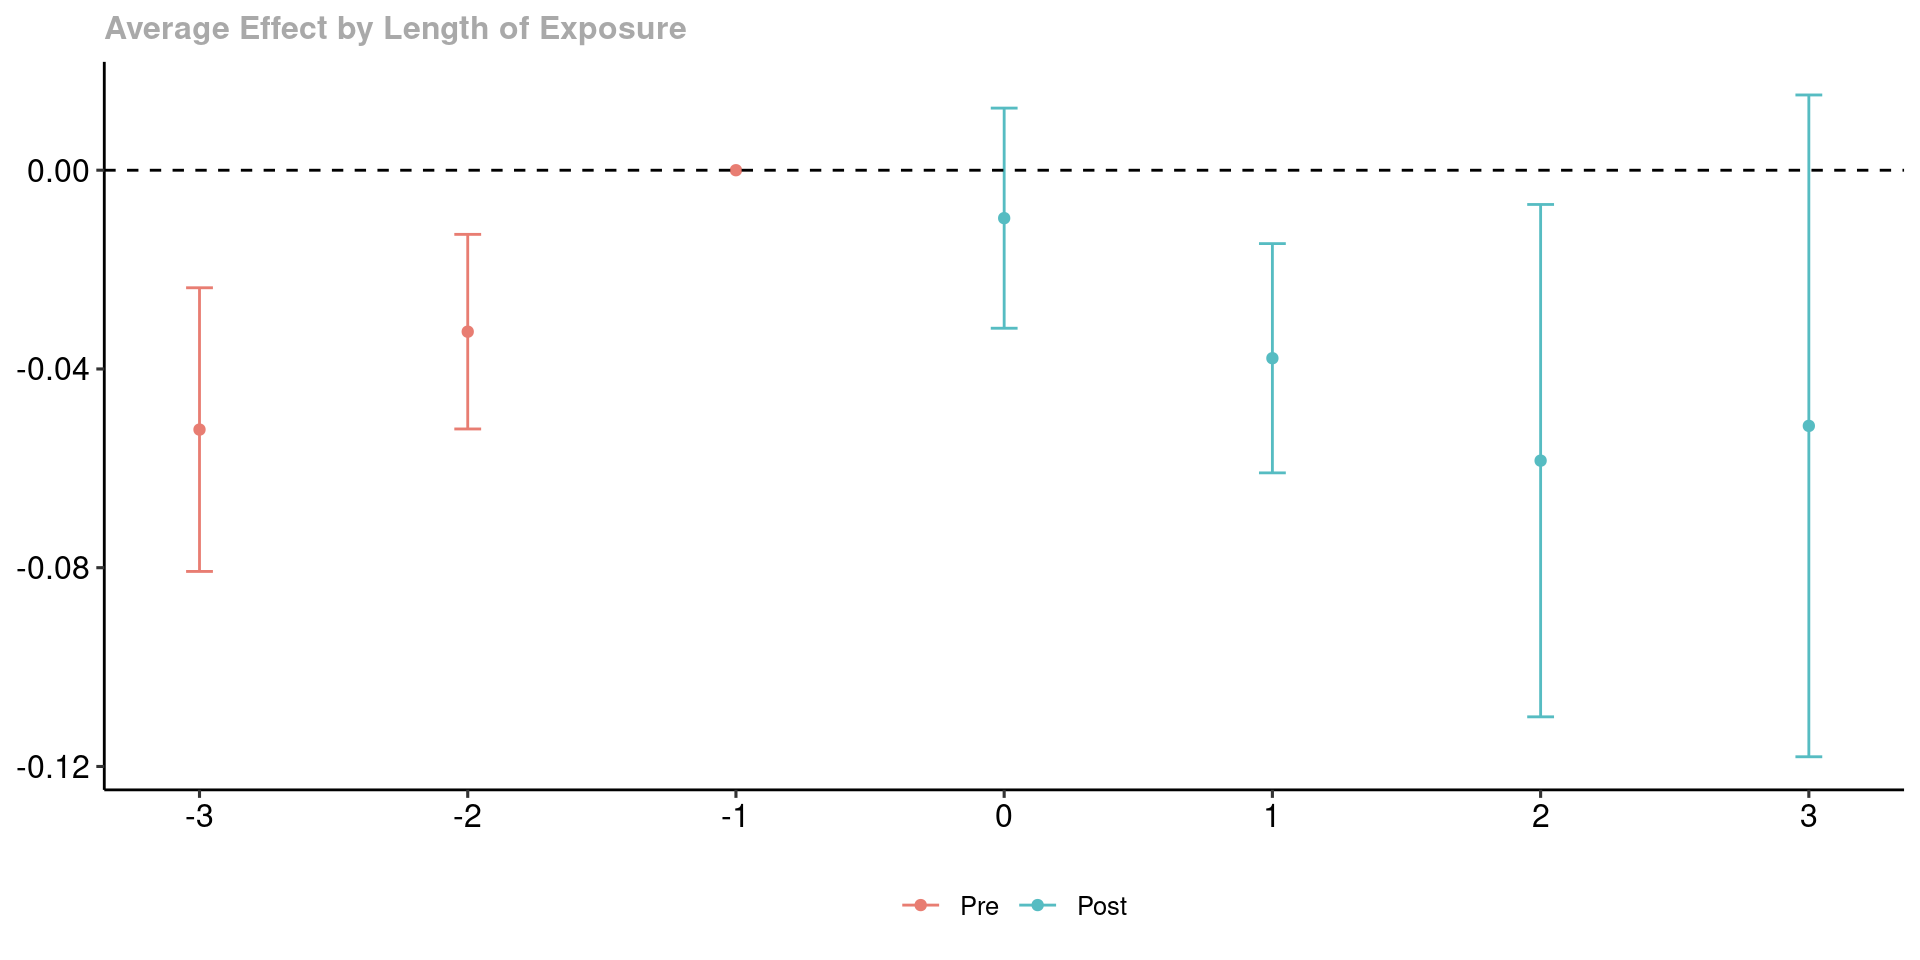 Average Effect by Length of Exposure
0.00
-0.04
-0.08
-0.12
-3 -2 -1 0 1 2 3
Pre Post